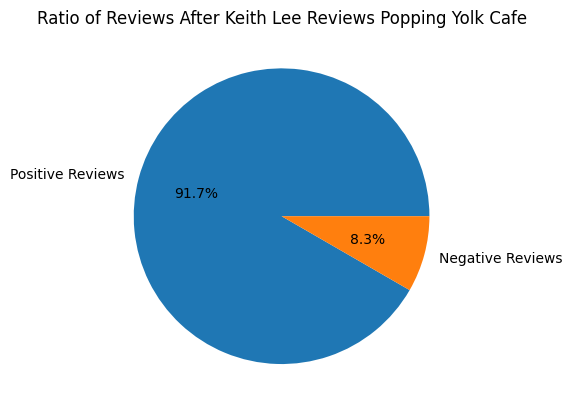 Ratio of Reviews After Keith Lee Reviews Popping Yolk Cafe
Positive Reviews
91.7%
8.3%
Negative Reviews